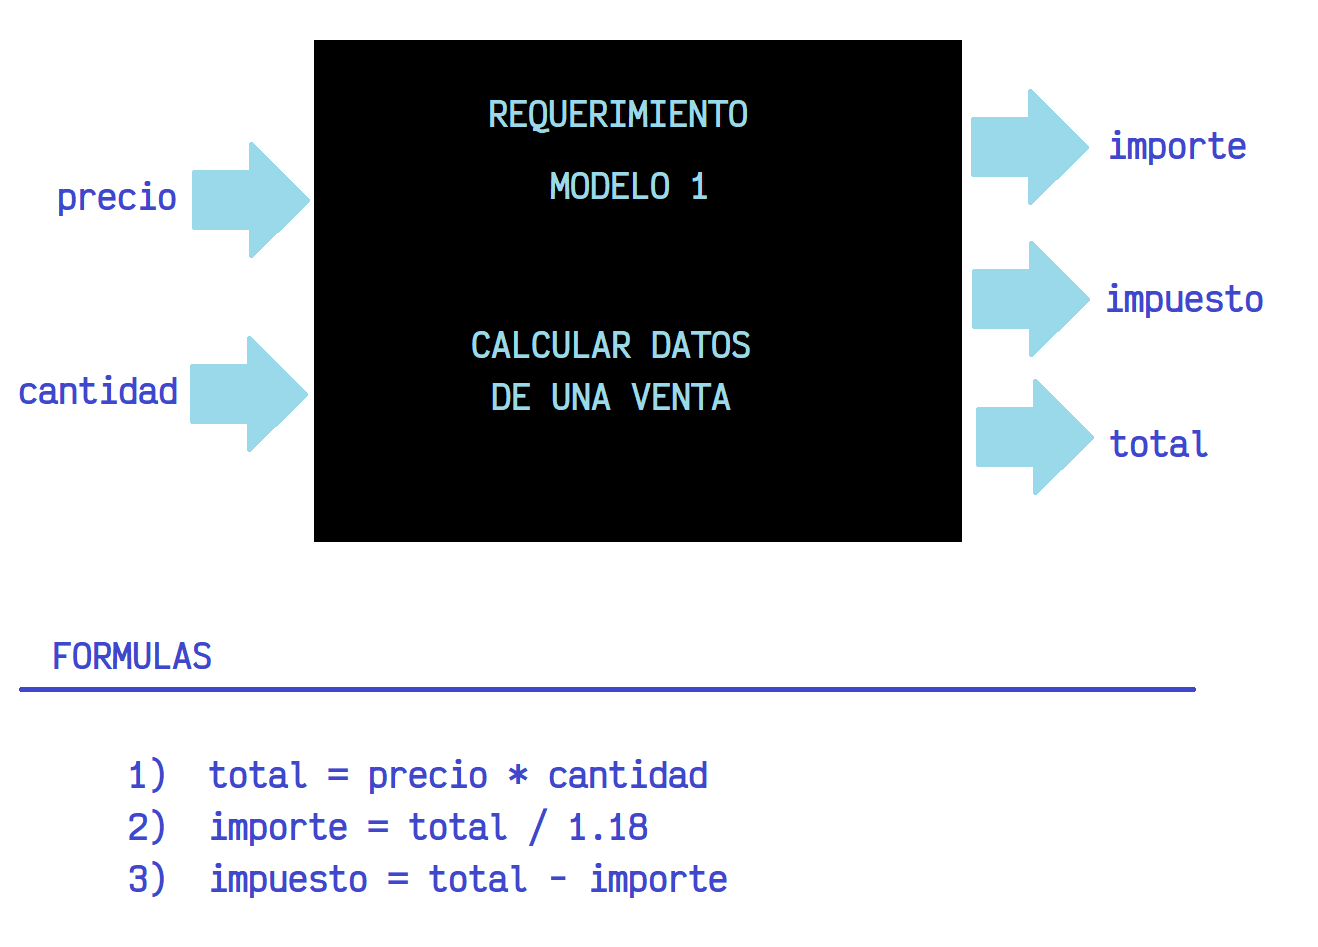 REQUERIMIENTO
MODELO 1
CALCULAR DATOS
DE UNA VENTA
precio
cantidad
importe
impuesto
total
FORMULAS
1) total = precio * cantidad
2) importe = total / 1.18
3) impuesto = total - importe